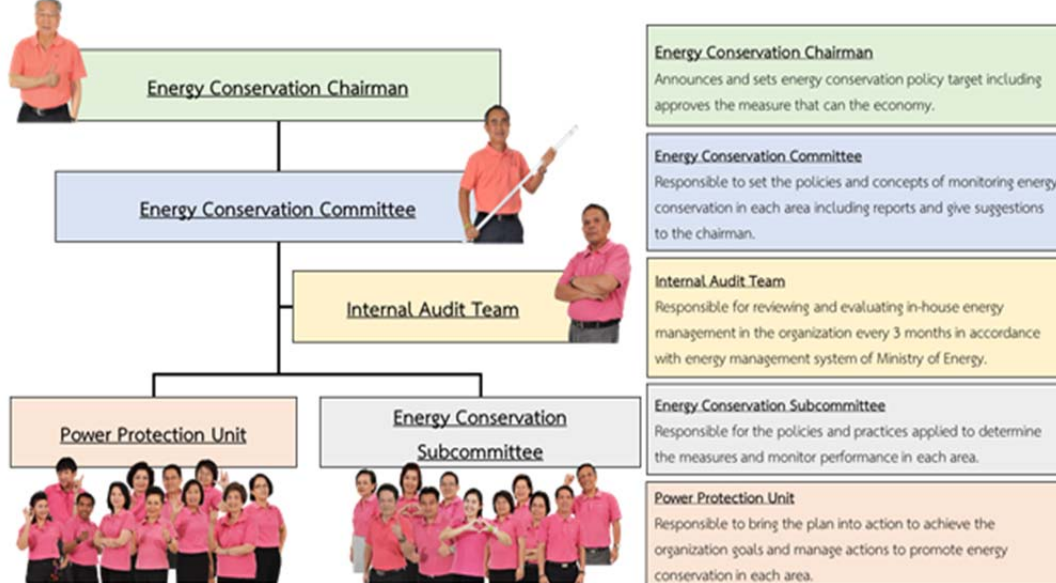 Energy Conservation Chairman
Energy Conservation Committee
Internal Audit Team
Power Protection Unit
Energy Conservation
Subcommittee
Energy Conservation Chairman
Announces and sets energy conservation policy target including
approves the measure that can the economy.
Energy Conservation Committee
Responsible to set the policies and concepts of monitoring energy
conservation in each area including reports and give suggestions
to the chairman.
Internal Audit Team
Responsible for reviewing and evaluating in-house energy
management in the organization every 3 months in accordance
with energy management system of Ministry of Energy.
Energy Conservation Subcommittee
Responsible for the policies and practices applied to determine
the measures and monitor performance in each area.
Power Protection Unit
Responsible to bring the plan into action to achieve the
organization goals and manage actions to promote energy
conservation in each area.